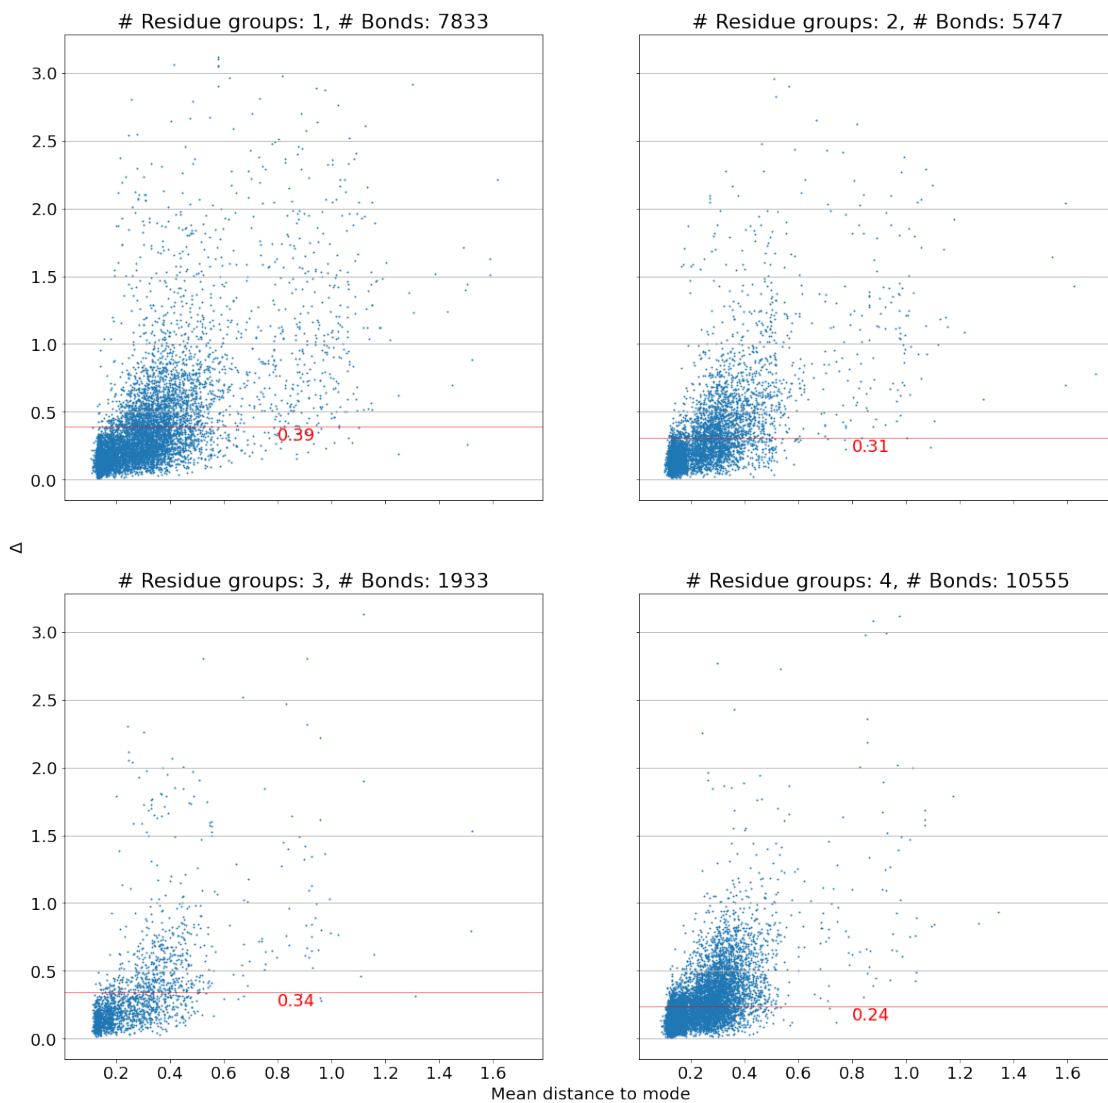 # Residue groups: 1, # Bonds: 7833
# Residue groups: 2, # Bonds: 5747
3.0
2.5
2.0
1.5
1.0
0.5
0.0
0.39
0.31
Δ
# Residue groups: 3, # Bonds: 1933
# Residue groups: 4, # Bonds: 10555
3.0
2.5
2.0
1.5
1.0
0.5
0.0
0.34
0.24
0.2 0.4 0.6 0.8 1.0 1.2 1.4 1.6
0.2 0.4 0.6 0.8 1.0 1.2 1.4 1.6
Mean distance to mode